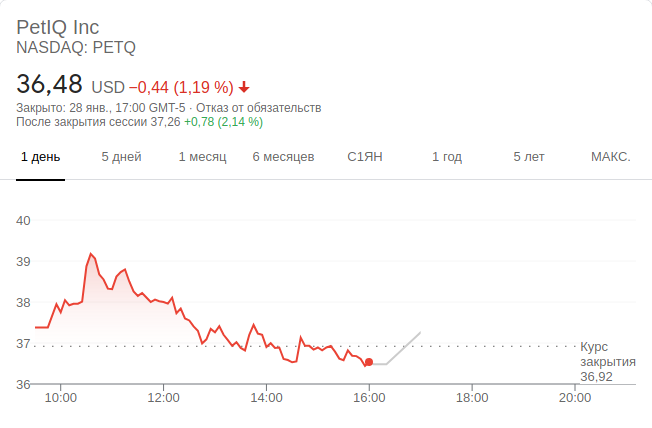 PetIQ Inc
NASDAQ: PETQ
36,48 USD −0,44 (1,19 %)
Закрыто: 28 янв., 17:00 GMT-5 · Отказ от обязательств
После закрытия сессии 37,26 +0,78 (2,14 %)
1 день 5 дней 1 месяц 6 месяцев С1ЯН 1 год 5 лет МАКС.
40
39
38
37
36
Курс
закрытия
36,92
10:00 12:00 14:00 16:00 18:00 20:00